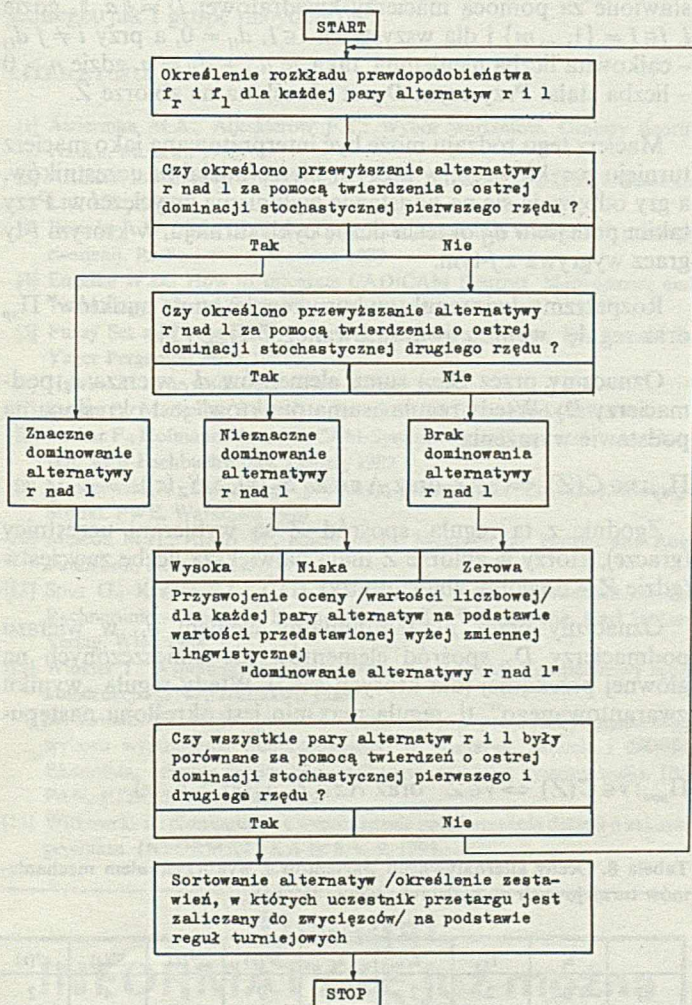 START
Określenie rozkładu prawdopodobieństwa
f_r i f_l dla każdej pary alternatyw r i l
Czy określono przewyższanie alternatywy
r nad l za pomocą twierdzenia o ostrej
dominacji stochastycznej pierwszego rzędu ?
Tak
Nie
Czy określono przewyższanie alternatywy
r nad l za pomocą twierdzenia o ostrej
dominacji stochastycznej drugiego rzędu ?
Tak
Nie
Znaczne
dominowanie
alternatywy
r nad l
Nieznaczne
dominowanie
alternatywy
r nad l
Brak
dominowania
alternatywy
r nad l
Wysoka
Niska
Zerowa
Przyswojenie oceny /wartości liczbowej/
dla każdej pary alternatyw na podstawie
wartości przedstawionej wyżej zmiennej
lingwistycznej
"dominowanie alternatywy r nad l"
Czy wszystkie pary alternatyw r i l były
porównane za pomocą twierdzeń o ostrej
dominacji stochastycznej pierwszego i
drugiego rzędu ?
Tak
Nie
Sortowanie alternatyw /określenie zesta-
wień, w których uczestnik przetargu jest
zaliczany do zwycięzców/ na podstawie
reguł turniejowych
STOP